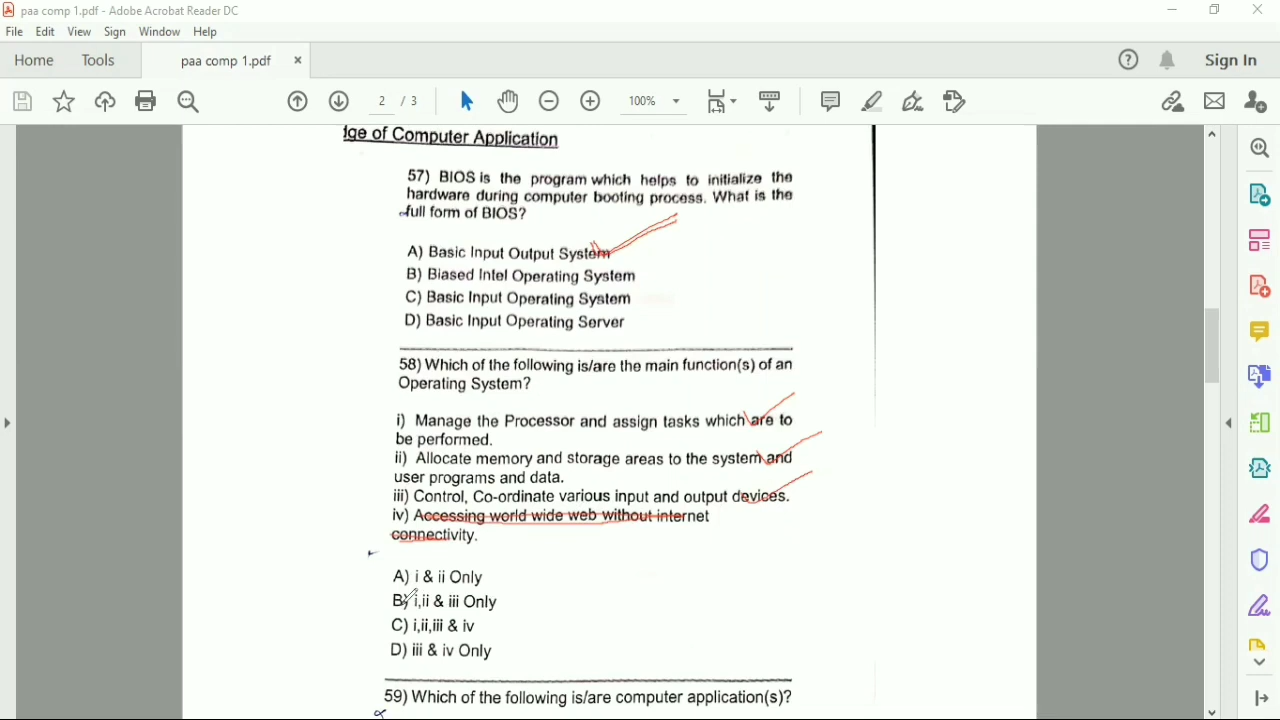 paa comp 1.pdf - Adobe Acrobat Reader DC
File Edit View Sign Window Help
Home Tools paa comp 1.pdf × Sign In
2 / 3 100%
ige of Computer Application
57) BIOS is the program which helps to initialize the
hardware during computer booting process. What is the
full form of BIOS?
A) Basic Input Output System
B) Biased Intel Operating System
C) Basic Input Operating System
D) Basic Input Operating Server
58) Which of the following is/are the main function(s) of an
Operating System?
i) Manage the Processor and assign tasks which are to
be performed.
ii) Allocate memory and storage areas to the system and
user programs and data.
iii) Control, Co-ordinate various input and output devices.
iv) Accessing world wide web without internet
connectivity.
A) i & ii Only
B) i,ii & iii Only
C) i,ii,iii & iv
D) iii & iv Only
59) Which of the following is/are computer application(s)?